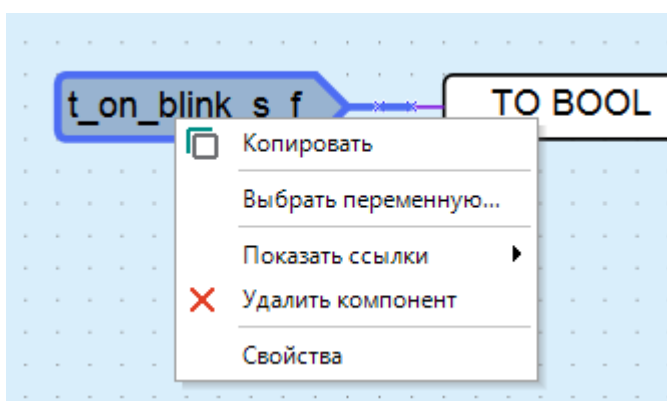 t_on_blink_s_f
TO BOOL
Копировать
Выбрать переменную...
Показать ссылки
Удалить компонент
Свойства